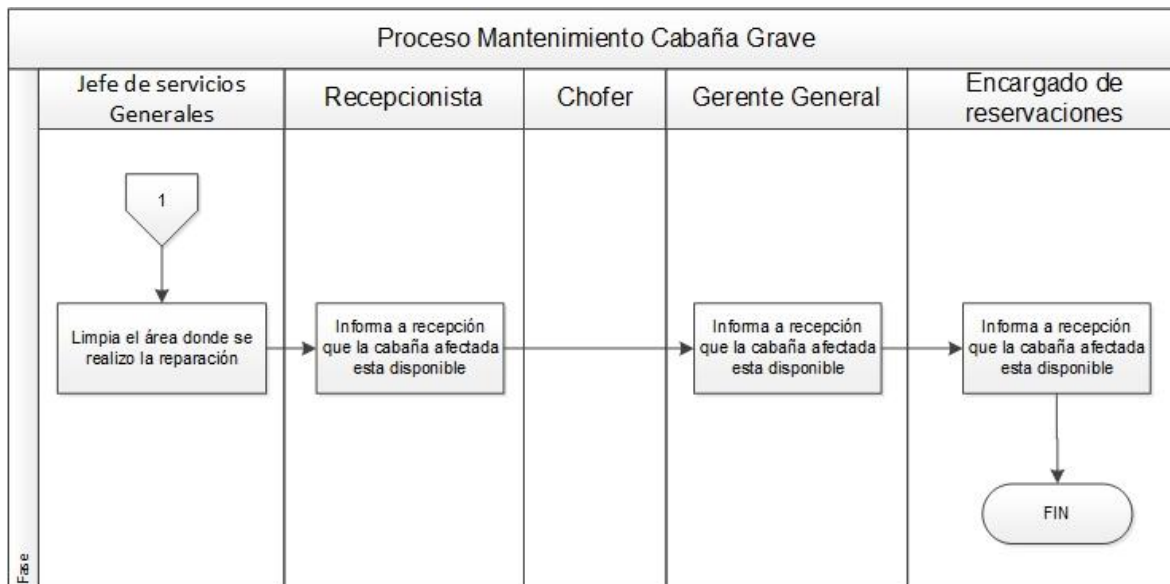 Proceso Mantenimiento Cabaña Grave
Jefe de servicios
Generales
Recepcionista
Chofer
Gerente General
Encargado de
reservaciones
1
Limpia el área donde se
realizo la reparación
Informa a recepción
que la cabaña afectada
esta disponible
Informa a recepción
que la cabaña afectada
esta disponible
Informa a recepción
que la cabaña afectada
esta disponible
FIN
Fase